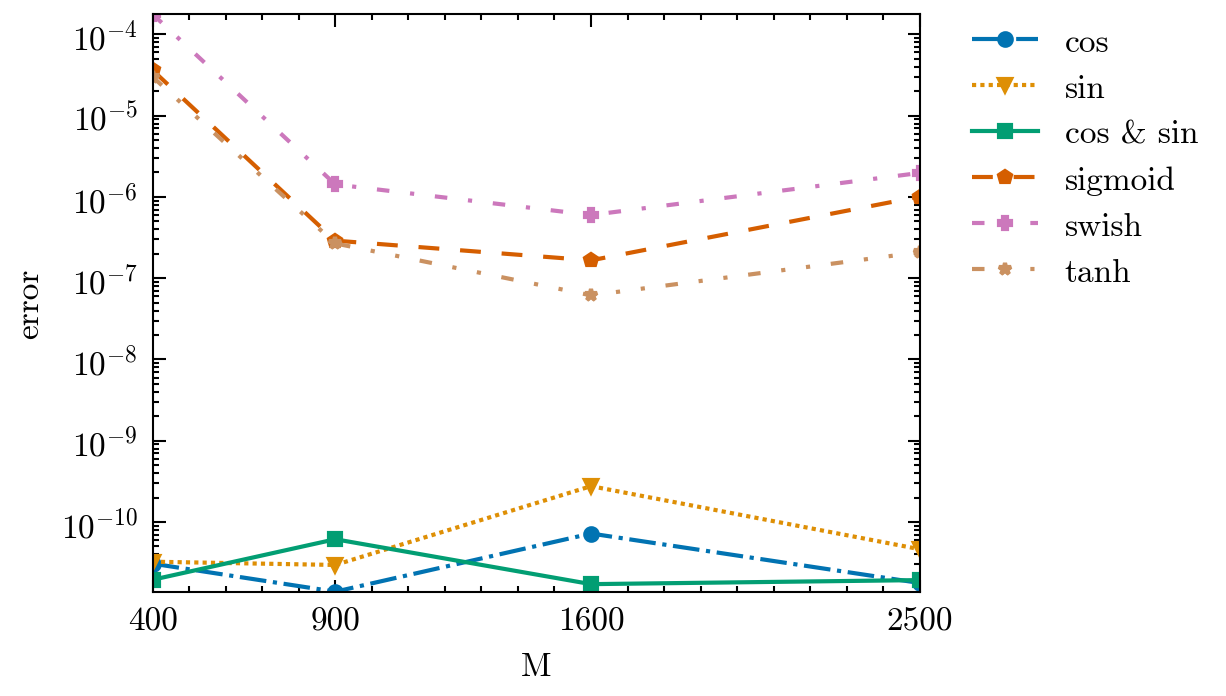 10⁻⁴
10⁻⁵
10⁻⁶
10⁻⁷
10⁻⁸
10⁻⁹
10⁻¹⁰
error
400 900 1600 2500
M
cos
sin
cos & sin
sigmoid
swish
tanh